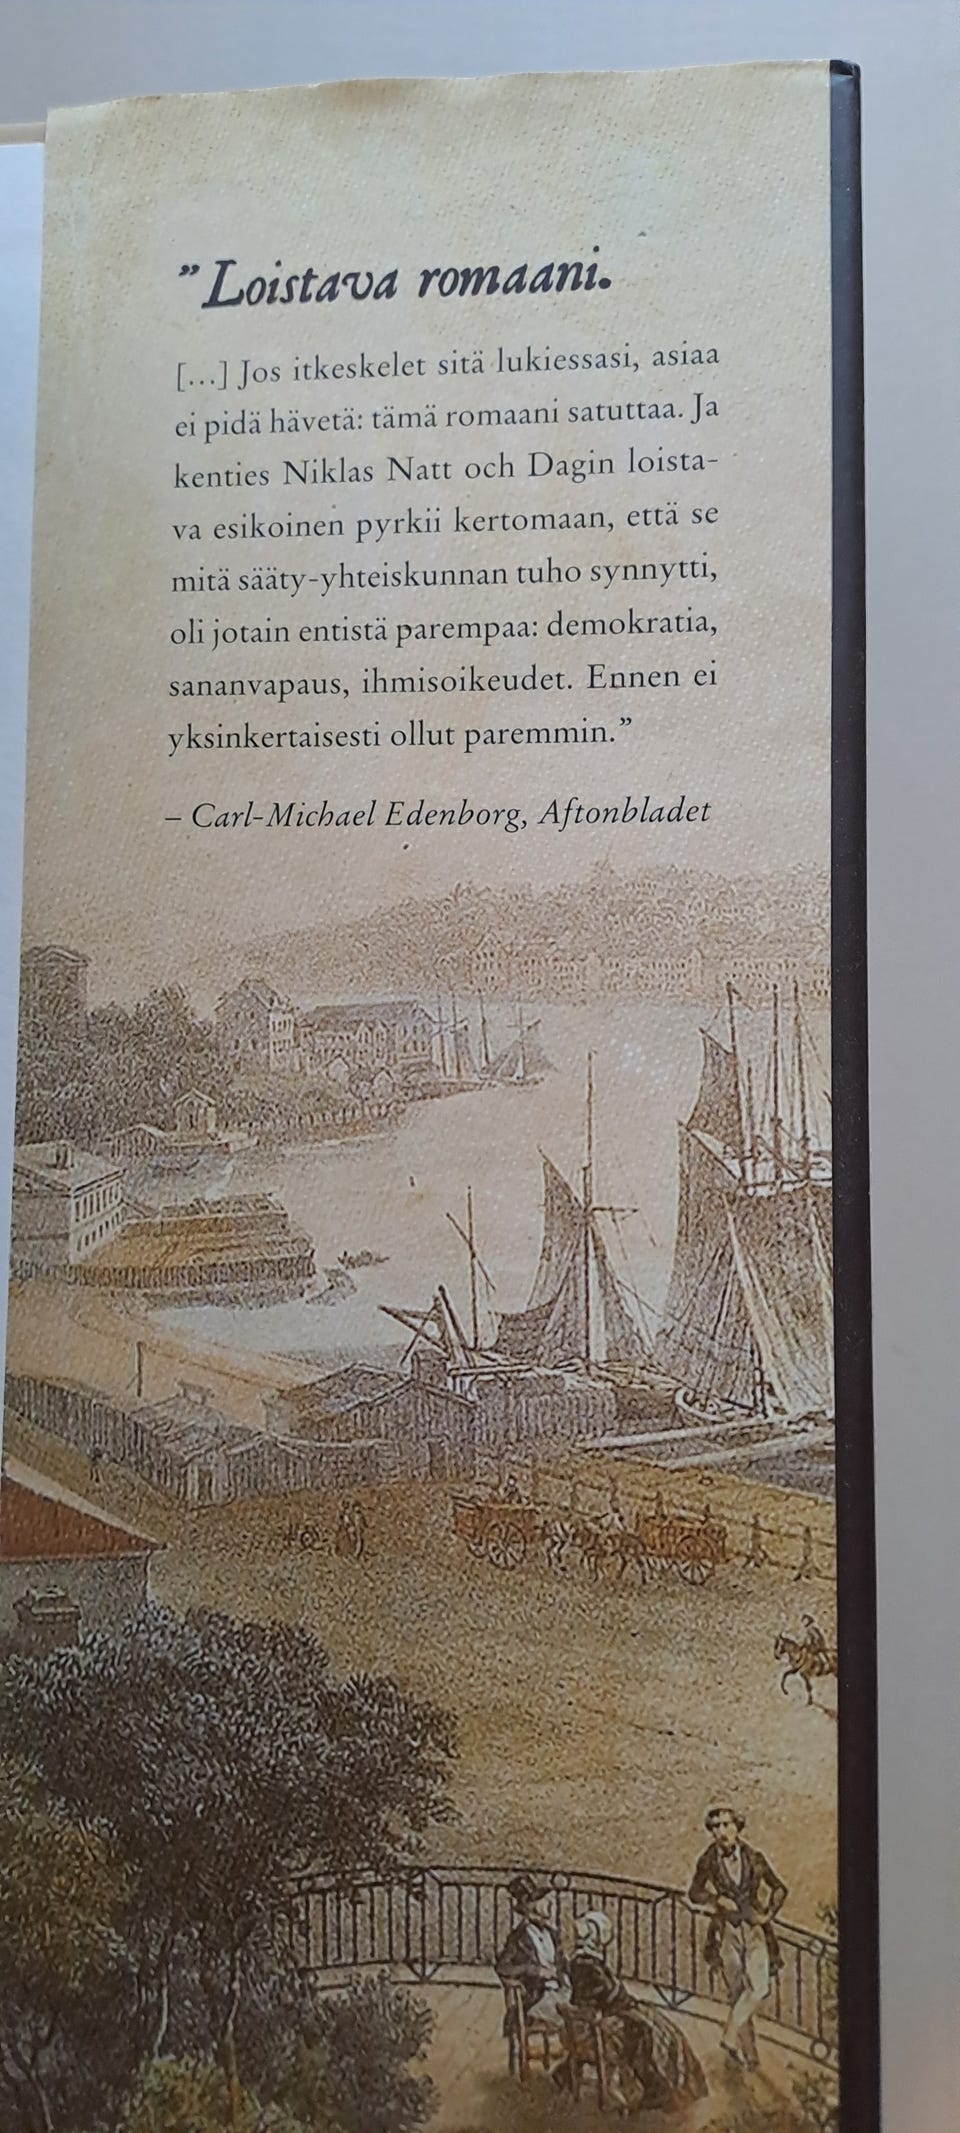 ”Loistava romaani.
[...] Jos itkeskelet sitä lukiessasi, asiaa
ei pidä hävetä: tämä romaani satuttaa. Ja
kenties Niklas Natt och Dagin loista-
va esikoinen pyrkii kertomaan, että se
mitä sääty-yhteiskunnan tuho synnytti,
oli jotain entistä parempaa: demokratia,
sananvapaus, ihmisoikeudet. Ennen ei
yksinkertaisesti ollut paremmin.”
– Carl-Michael Edenborg, Aftonbladet